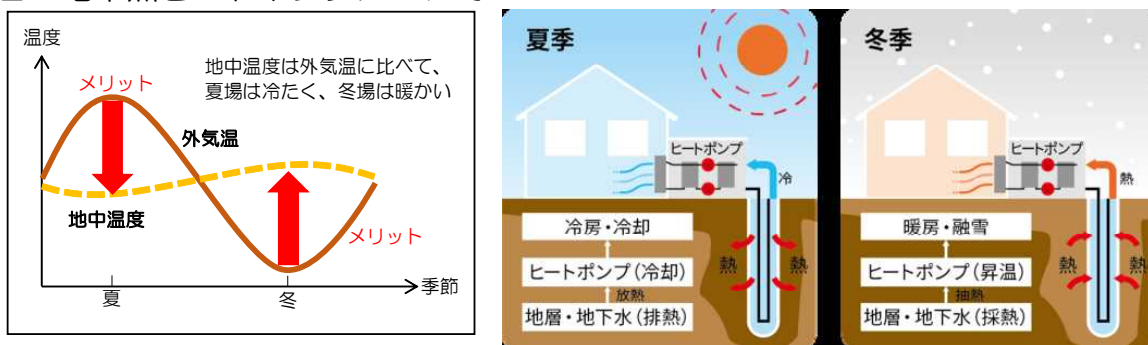 温度
メリット
地中温度は外気温に比べて、
夏場は冷たく、冬場は暖かい
外気温
地中温度
メリット
夏
冬
季節
夏季
ヒートポンプ
冷
冷房・冷却
ヒートポンプ(冷却)
放熱
地層・地下水(排熱)
熱
熱
冬季
ヒートポンプ
熱
暖房・融雪
ヒートポンプ(昇温)
抽熱
地層・地下水(採熱)
熱
熱